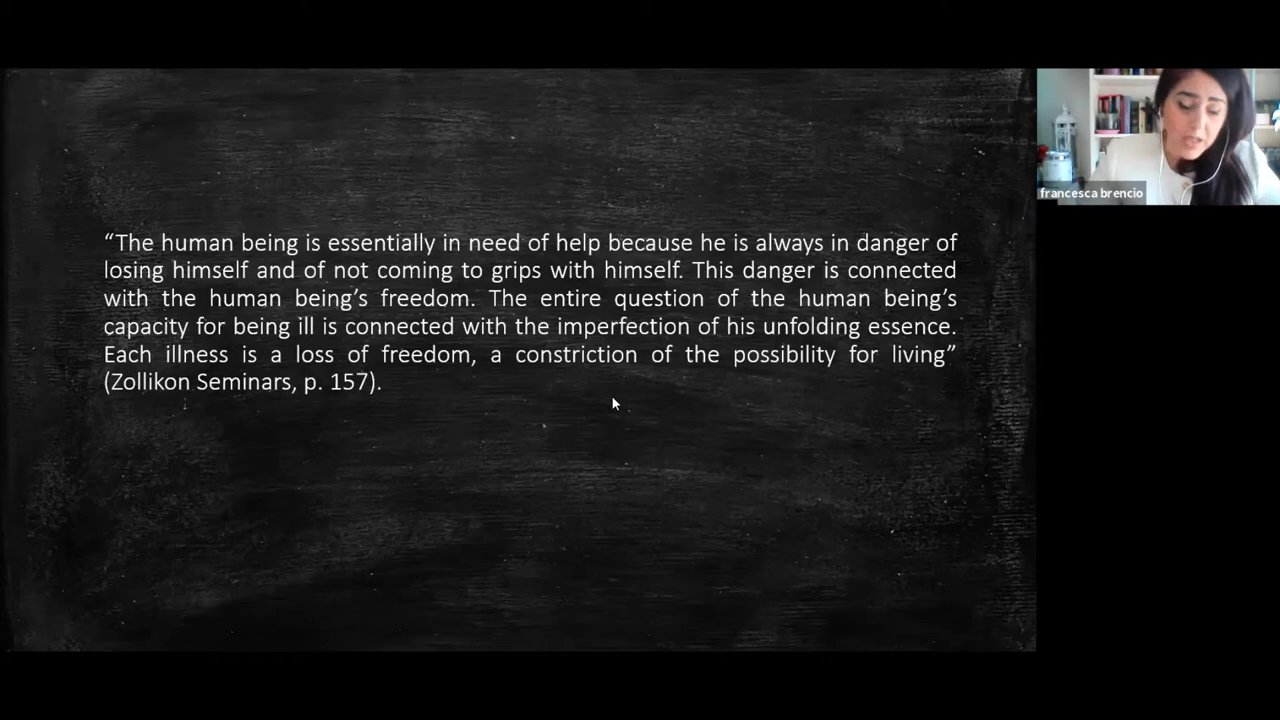 “The human being is essentially in need of help because he is always in danger of
losing himself and of not coming to grips with himself. This danger is connected
with the human being’s freedom. The entire question of the human being’s
capacity for being ill is connected with the imperfection of his unfolding essence.
Each illness is a loss of freedom, a constriction of the possibility for living”
(Zollikon Seminars, p. 157).
francesca brencio